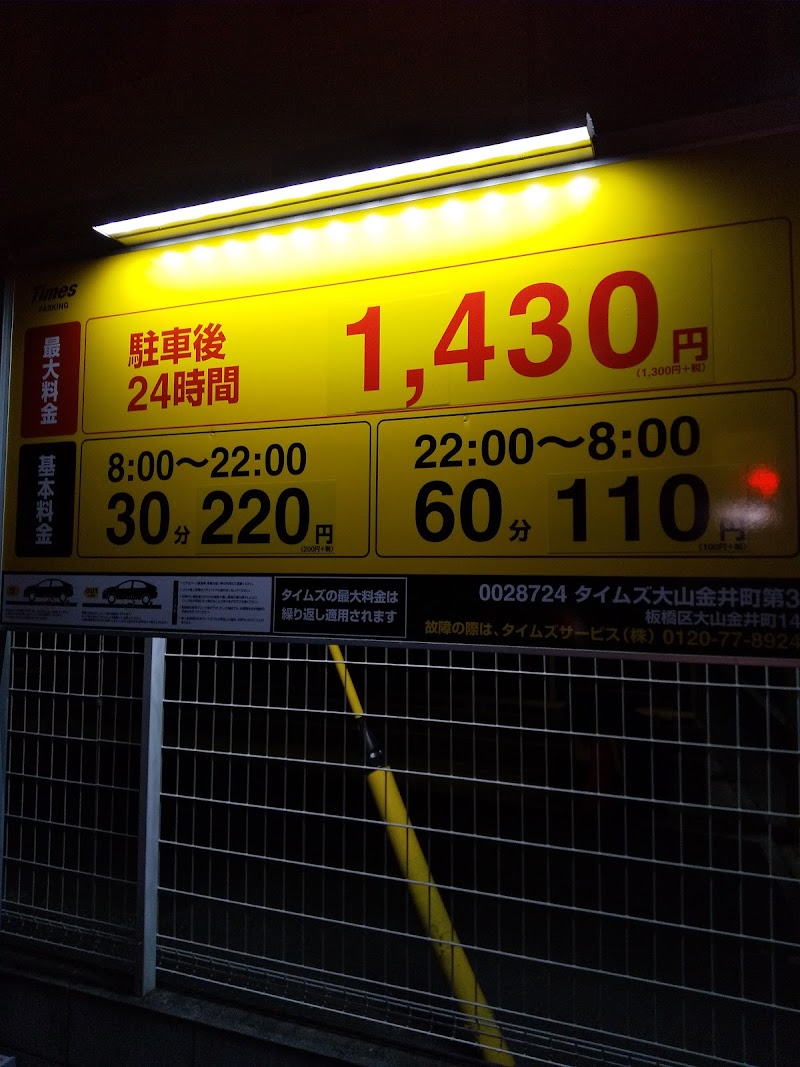 Times
PARKING
最大料金
駐車後
24時間
1,430円
(1,300円+税)
基本料金
8:00〜22:00
30分 220円
(200円+税)
22:00〜8:00
60分 110円
(100円+税)
タイムズの最大料金は
繰り返し適用されます
0028724 タイムズ大山金井町第3
板橋区大山金井町14
故障の際は、タイムズサービス(株) 0120-77-8924